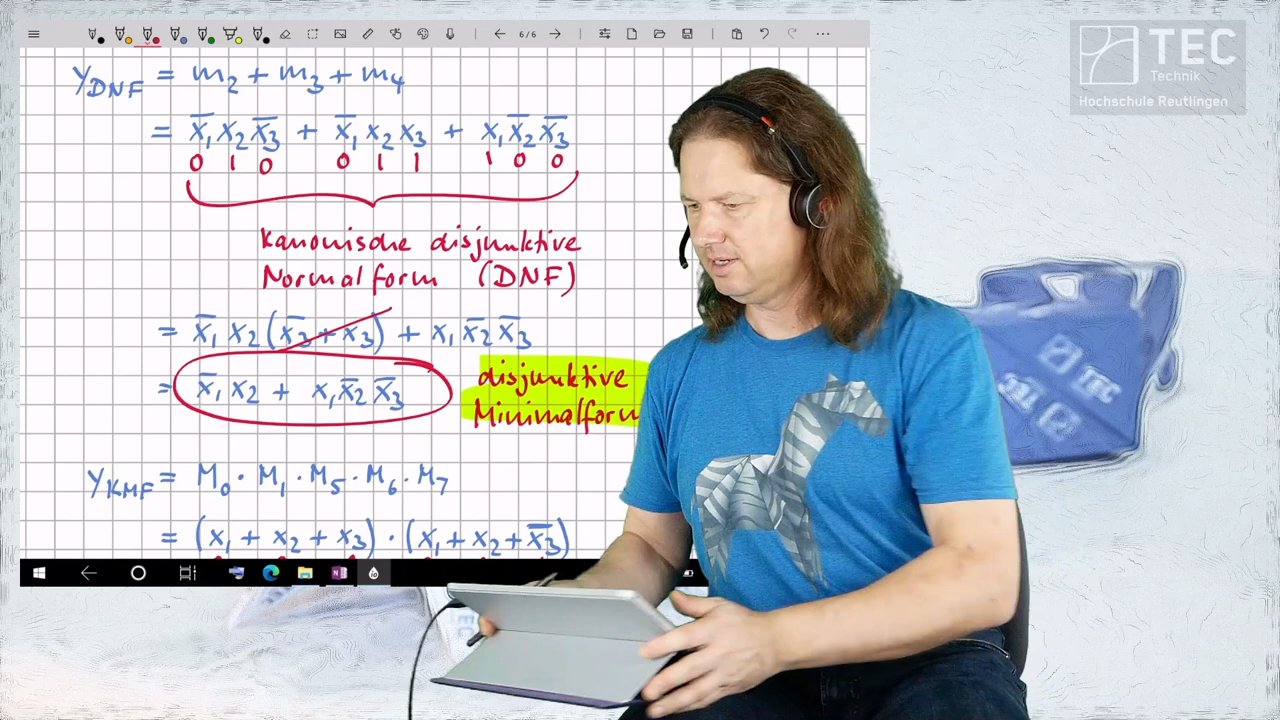 6/6
TEC
Technik
Hochschule Reutlingen
Y_DNF = m₂ + m₃ + m₄
= x̅₁ x₂ x̅₃ + x̅₁ x₂ x₃ + x₁ x̅₂ x̅₃
0 1 0 0 1 1 1 0 0
Kanonische disjunktive
Normalform (DNF)
= x̅₁ x₂ (x̅₃ + x₃) + x₁ x̅₂ x̅₃
= x̅₁ x₂ + x₁ x̅₂ x̅₃
disjunktive
Minimalform
Y_KMF = M₀ · M₁ · M₅ · M₆ · M₇
= (x₁ + x₂ + x₃) · (x₁ + x₂ + x̅₃)
TEC